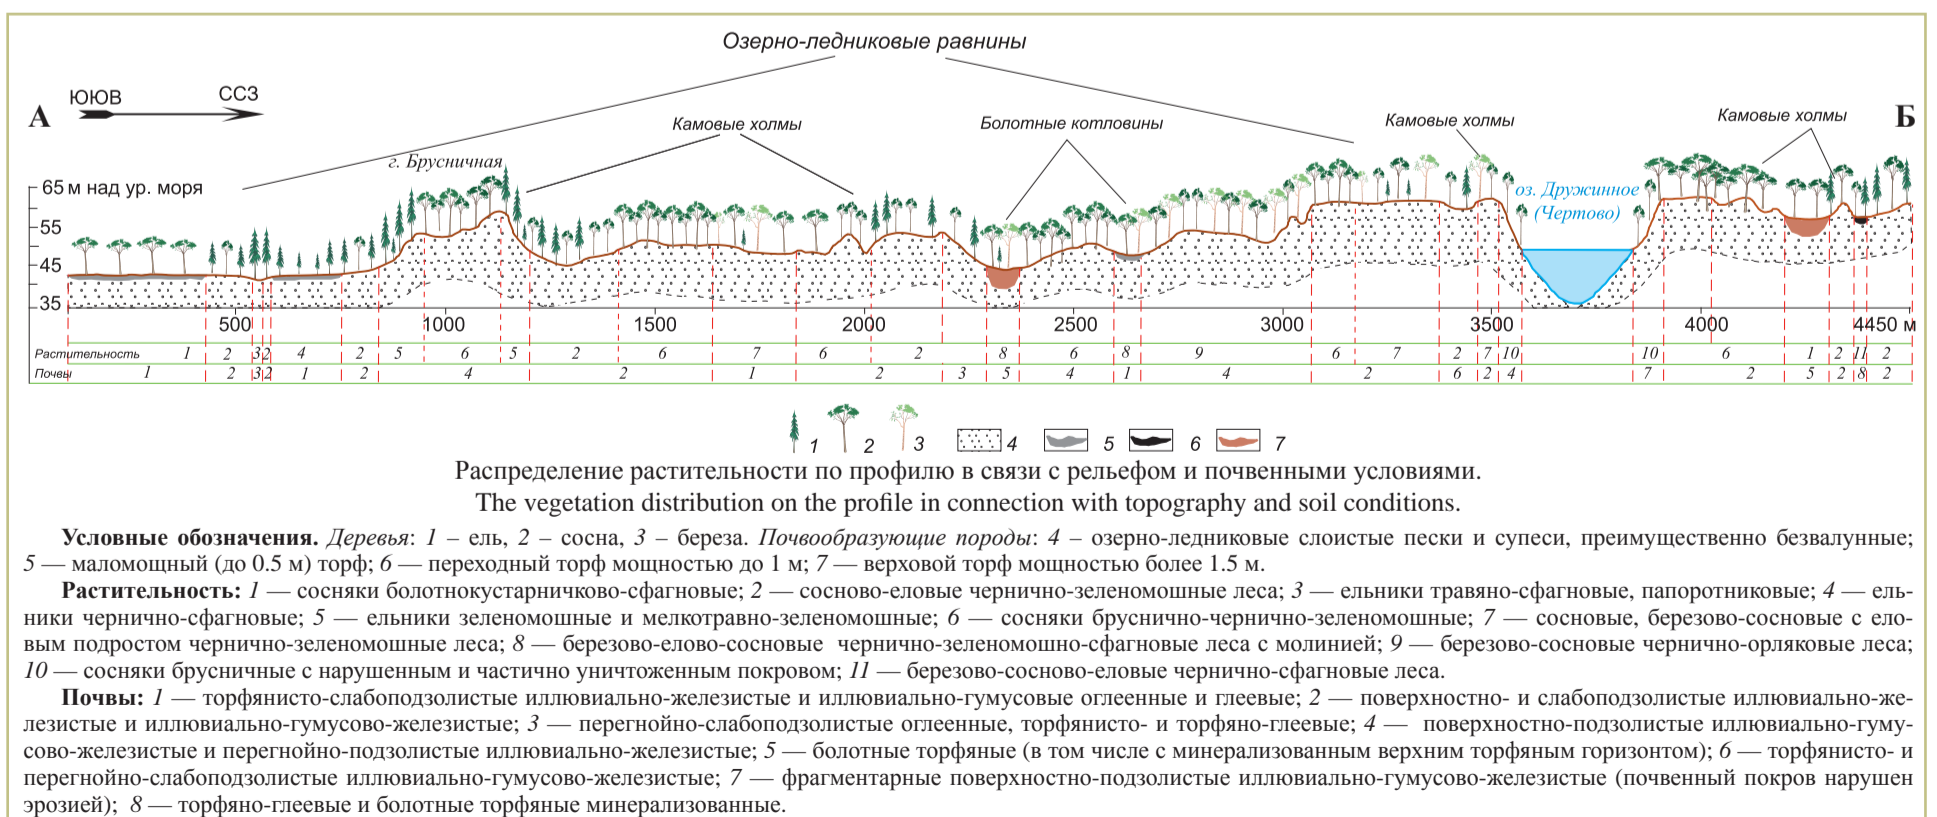 Озерно-ледниковые равнины
ЮЮВ ССЗ
А Б
Камовые холмы Болотные котловины Камовые холмы Камовые холмы
г. Брусничная
65 м над ур. моря
оз. Дружинное
(Чертово)
55
45
35
500 1000 1500 2000 2500 3000 3500 4000 4450 м
Растительность 1 2 3 2 4 2 5 6 5 2 6 7 6 2 8 6 8 9 6 7 2 7 10 10 6 1 2 11 2
Почвы 1 2 3 2 1 2 4 2 1 2 3 5 4 1 4 2 6 2 4 7 2 5 2 8 2
1 2 3 4 5 6 7
Распределение растительности по профилю в связи с рельефом и почвенными условиями.
The vegetation distribution on the profile in connection with topography and soil conditions.
Условные обозначения. Деревья: 1 – ель, 2 – сосна, 3 – береза. Почвообразующие породы: 4 – озерно-ледниковые слоистые пески и супеси, преимущественно безвалунные;
5 — маломощный (до 0.5 м) торф; 6 — переходный торф мощностью до 1 м; 7 — верховой торф мощностью более 1.5 м.
Растительность: 1 — сосняки болотнокустарничково-сфагновые; 2 — сосново-еловые чернично-зеленомошные леса; 3 — ельники травяно-сфагновые, папоротниковые; 4 — ель-
ники чернично-сфагновые; 5 — ельники зеленомошные и мелкотравно-зеленомошные; 6 — сосняки бруснично-чернично-зеленомошные; 7 — сосновые, березово-сосновые с ело-
вым подростом чернично-зеленомошные леса; 8 — березово-елово-сосновые чернично-зеленомошно-сфагновые леса с молинией; 9 — березово-сосновые чернично-орляковые леса;
10 — сосняки брусничные с нарушенным и частично уничтоженным покровом; 11 — березово-сосново-еловые чернично-сфагновые леса.
Почвы: 1 — торфянисто-слабоподзолистые иллювиально-железистые и иллювиально-гумусовые оглеенные и глеевые; 2 — поверхностно- и слабоподзолистые иллювиально-же-
лезистые и иллювиально-гумусово-железистые; 3 — перегнойно-слабоподзолистые оглеенные, торфянисто- и торфяно-глеевые; 4 — поверхностно-подзолистые иллювиально-гуму-
сово-железистые и перегнойно-подзолистые иллювиально-железистые; 5 — болотные торфяные (в том числе с минерализованным верхним торфяным горизонтом); 6 — торфянисто- и
перегнойно-слабоподзолистые иллювиально-гумусово-железистые; 7 — фрагментарные поверхностно-подзолистые иллювиально-гумусово-железистые (почвенный покров нарушен
эрозией); 8 — торфяно-глеевые и болотные торфяные минерализованные.